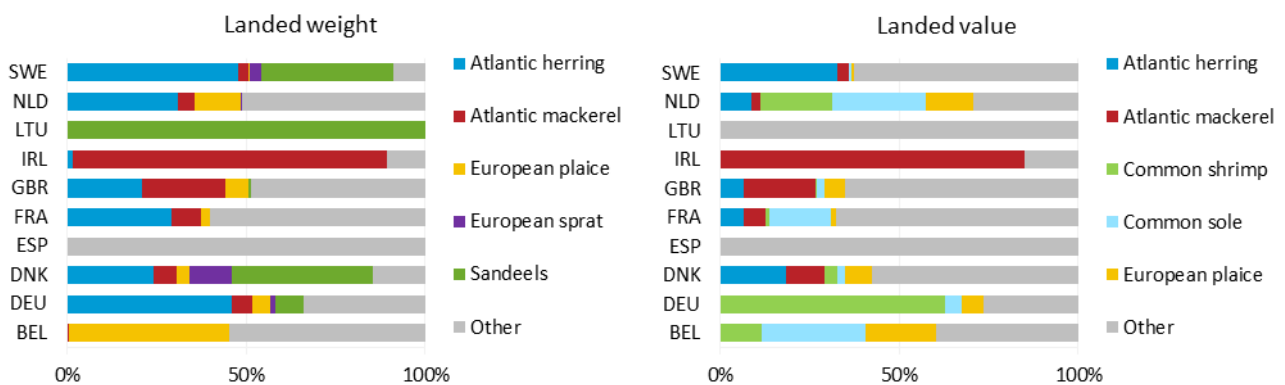 Landed weight
SWE
NLD
LTU
IRL
GBR
FRA
ESP
DNK
DEU
BEL
0% 50% 100%
Atlantic herring
Atlantic mackerel
European plaice
European sprat
Sandeels
Other
Landed value
SWE
NLD
LTU
IRL
GBR
FRA
ESP
DNK
DEU
BEL
0% 50% 100%
Atlantic herring
Atlantic mackerel
Common shrimp
Common sole
European plaice
Other